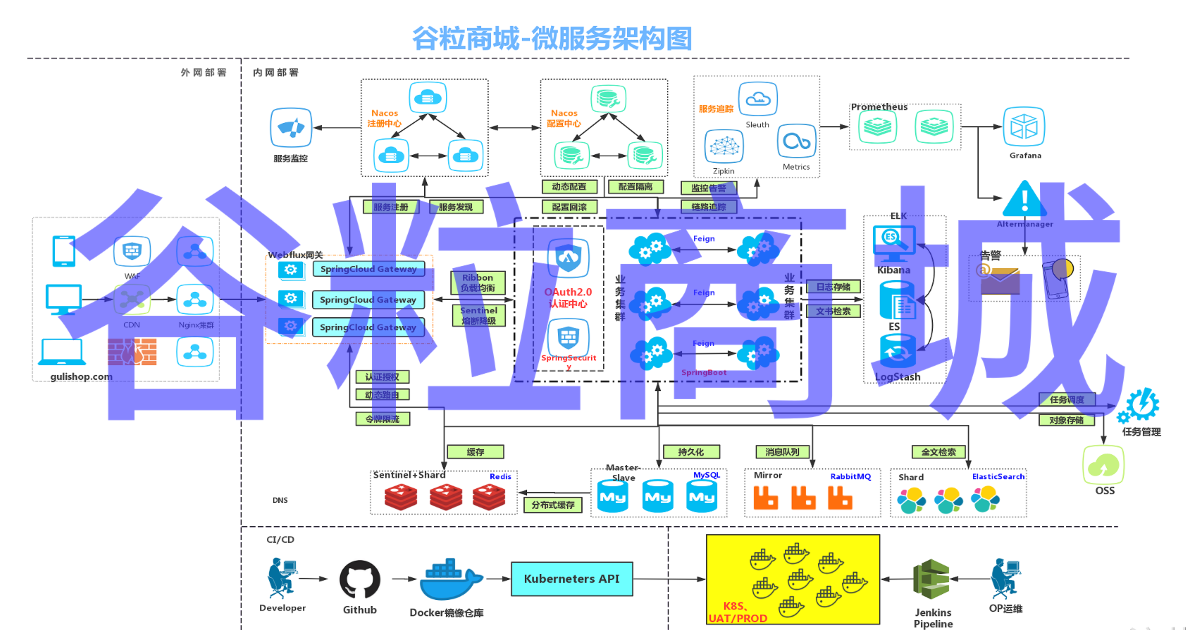 谷粒商城-微服务架构图
外网部署
内网部署
服务监控
Nacos
注册中心
Nacos
配置中心
服务追踪
Sleuth
Zipkin
Metrics
Prometheus
Grafana
Altermanager
告警
服务注册
服务发现
动态配置
配置隔离
配置回滚
监控告警
链路追踪
谷粒商城
WAF
CDN
Nginx集群
gulishop.com
Webflux网关
SpringCloud Gateway
SpringCloud Gateway
SpringCloud Gateway
Ribbon
负载均衡
Sentinel
熔断降级
OAuth2.0
认证中心
SpringSecurit
y
业务集群
Feign
Feign
Feign
SpringBoot
业务集群
日志存储
文书检索
ELK
ES
Kibana
ES
LogStash
认证授权
动态路由
令牌限流
任务调度
对象存储
任务管理
OSS
缓存
持久化
消息队列
全文检索
Sentinel+Shard
Redis
分布式缓存
Master-
Slave
MySQL
My
My
My
Mirror
RabbitMQ
Shard
ElasticSearch
DNS
CI/CD
Developer
Github
Docker镜像仓库
Kuberneters API
K8S、
UAT/PROD
Jenkins
Pipeline
OP运维